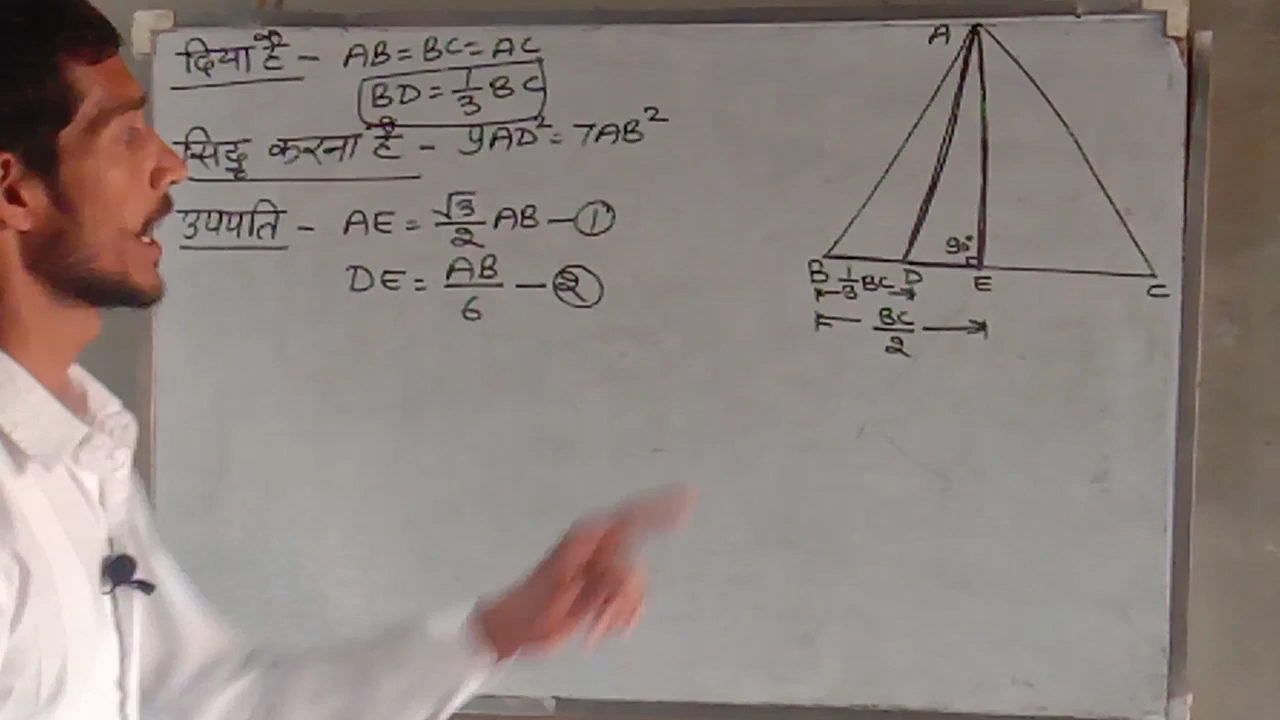 दिया है - AB = BC = AC
BD = 1/3 BC
सिद्ध करना है - 9AD² = 7AB²
उपपति - AE = √3/2 AB - ①
DE = AB/6 - ②
A
90°
B 1/3 BC D E C
BC/2